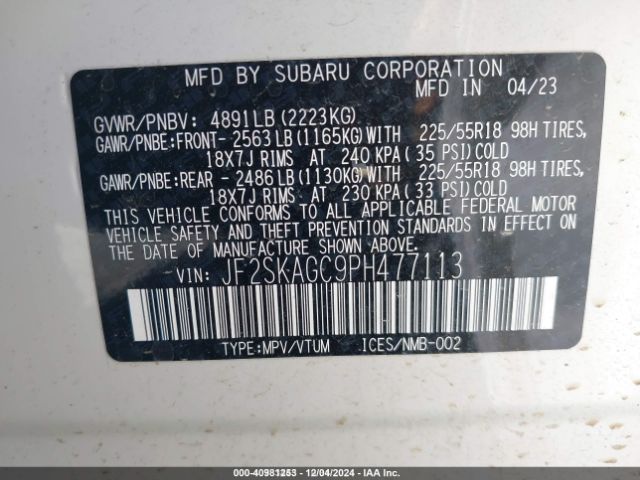 MFD BY SUBARU CORPORATION
MFD IN 04/23
GVWR/PNBV: 4891LB(2223KG)
GAWR/PNBE:FRONT- 2563LB(1165KG)WITH 225/55R18 98H TIRES,
18X7J RIMS AT 240 KPA(35 PSI)COLD
GAWR/PNBE:REAR - 2486LB(1130KG)WITH 225/55R18 98H TIRES,
18X7J RIMS AT 230 KPA(33 PSI)COLD
THIS VEHICLE CONFORMS TO ALL APPLICABLE FEDERAL MOTOR
VEHICLE SAFETY AND THEFT PREVENTION STANDARDS IN EFFECT ON
THE DATE OF MANUFACTURE SHOWN ABOVE.
VIN: JF2SKAGC9PH477113
TYPE:MPV/VTUM ICES/NMB-002
000-40981253 - 12/04/2024 - IAA Inc.